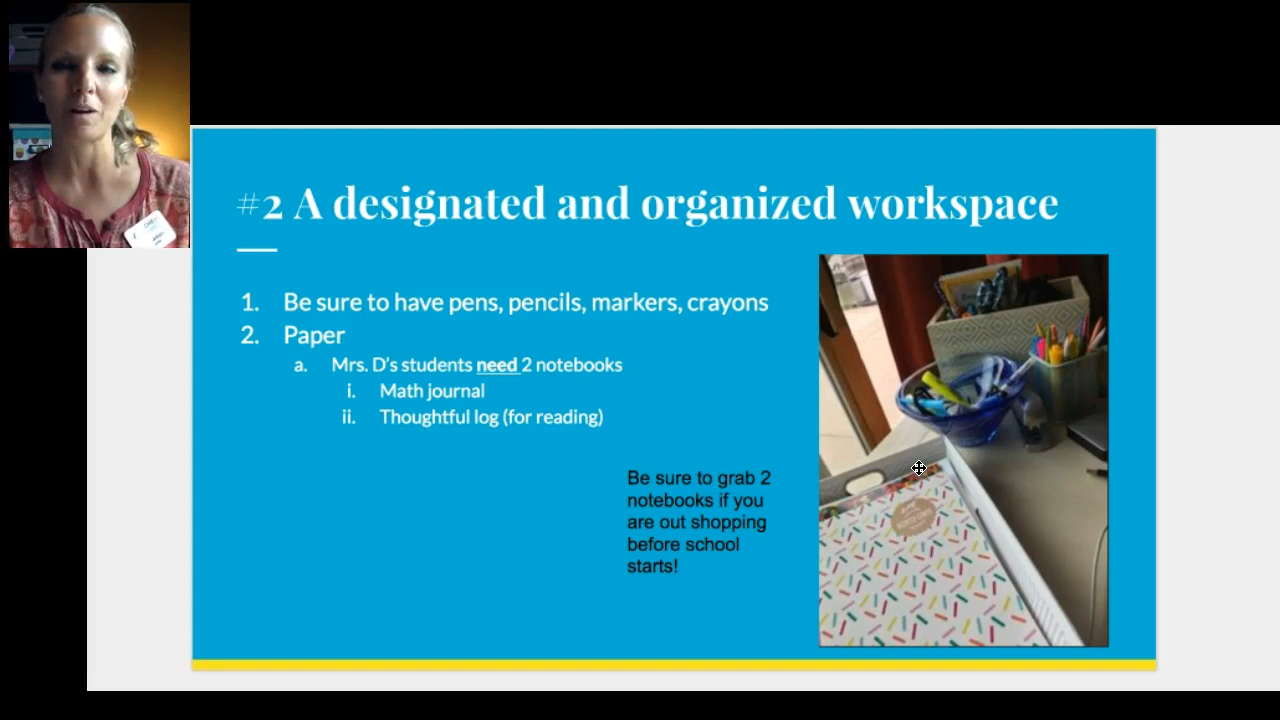 #2 A designated and organized workspace
1. Be sure to have pens, pencils, markers, crayons
2. Paper
a. Mrs. D's students need 2 notebooks
i. Math journal
ii. Thoughtful log (for reading)
Be sure to grab 2
notebooks if you
are out shopping
before school
starts!